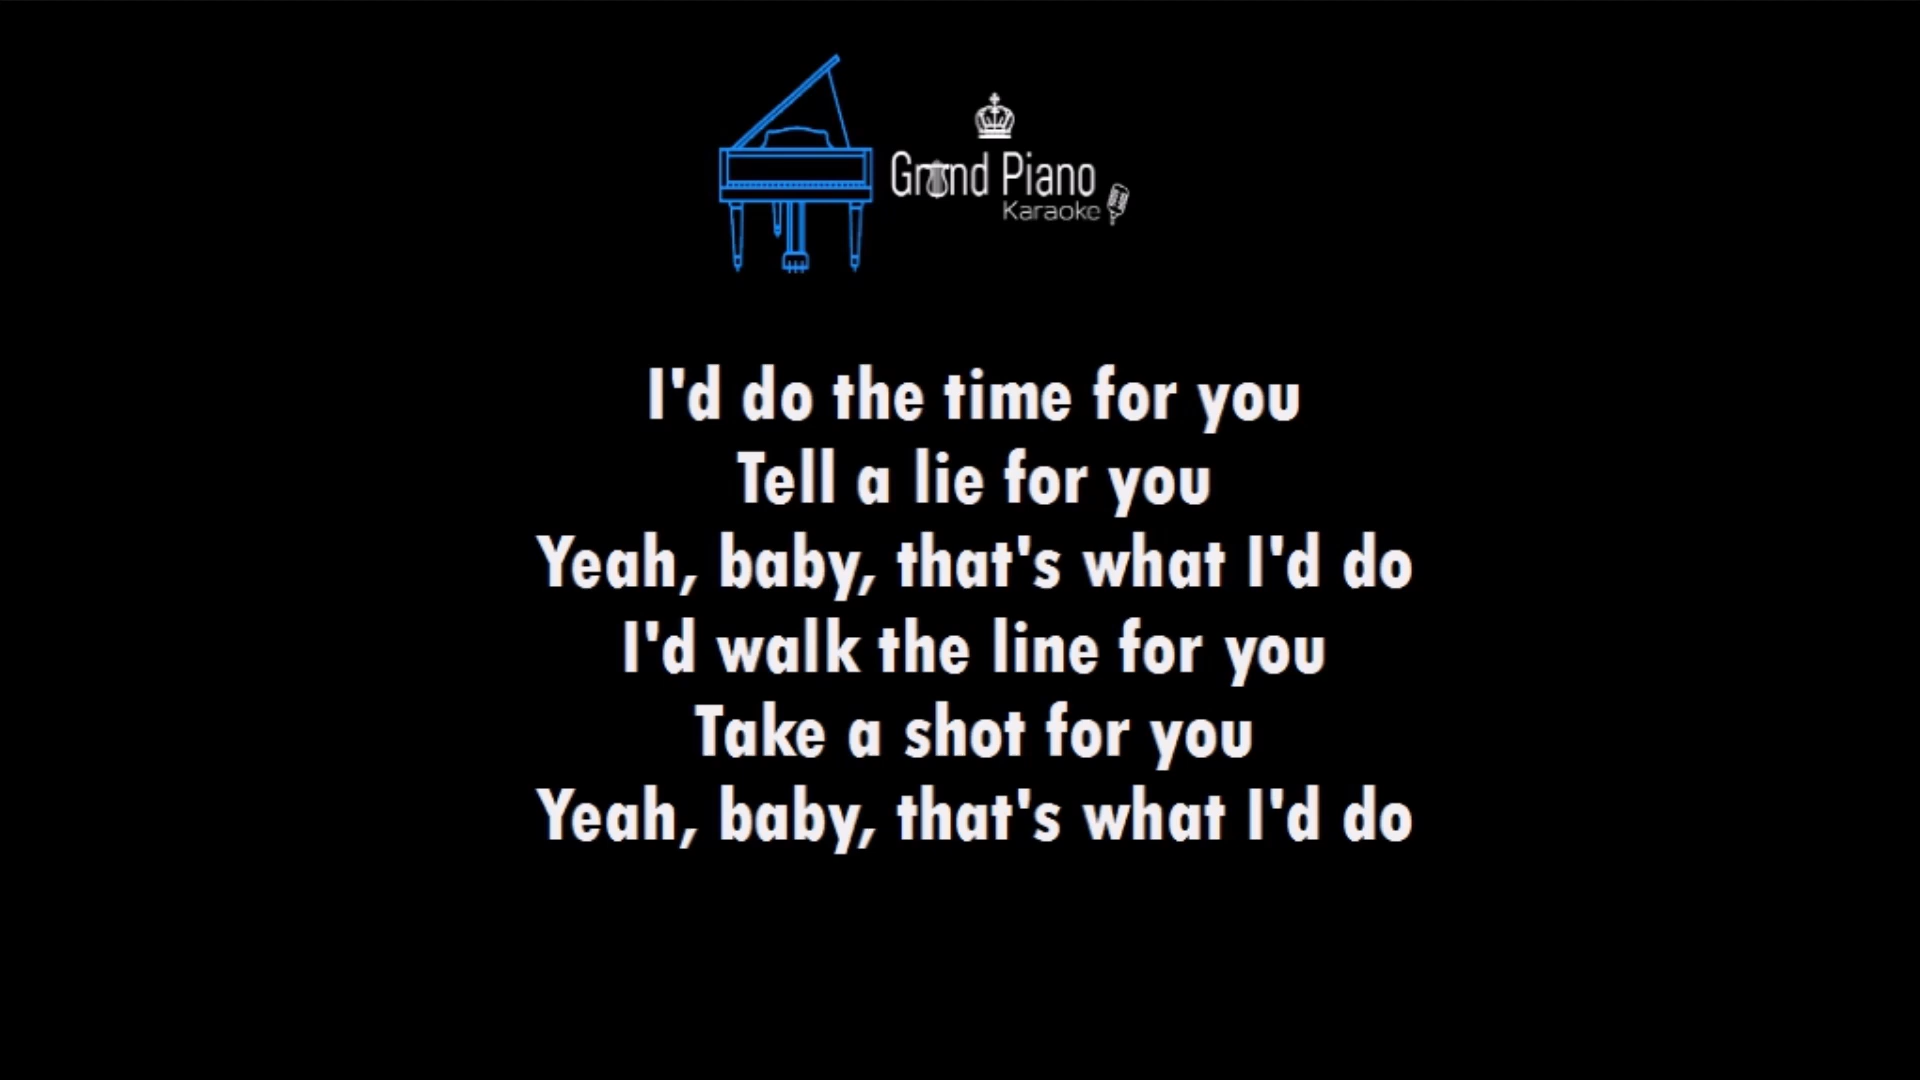 Grand Piano
Karaoke
I'd do the time for you
Tell a lie for you
Yeah, baby, that's what I'd do
I'd walk the line for you
Take a shot for you
Yeah, baby, that's what I'd do